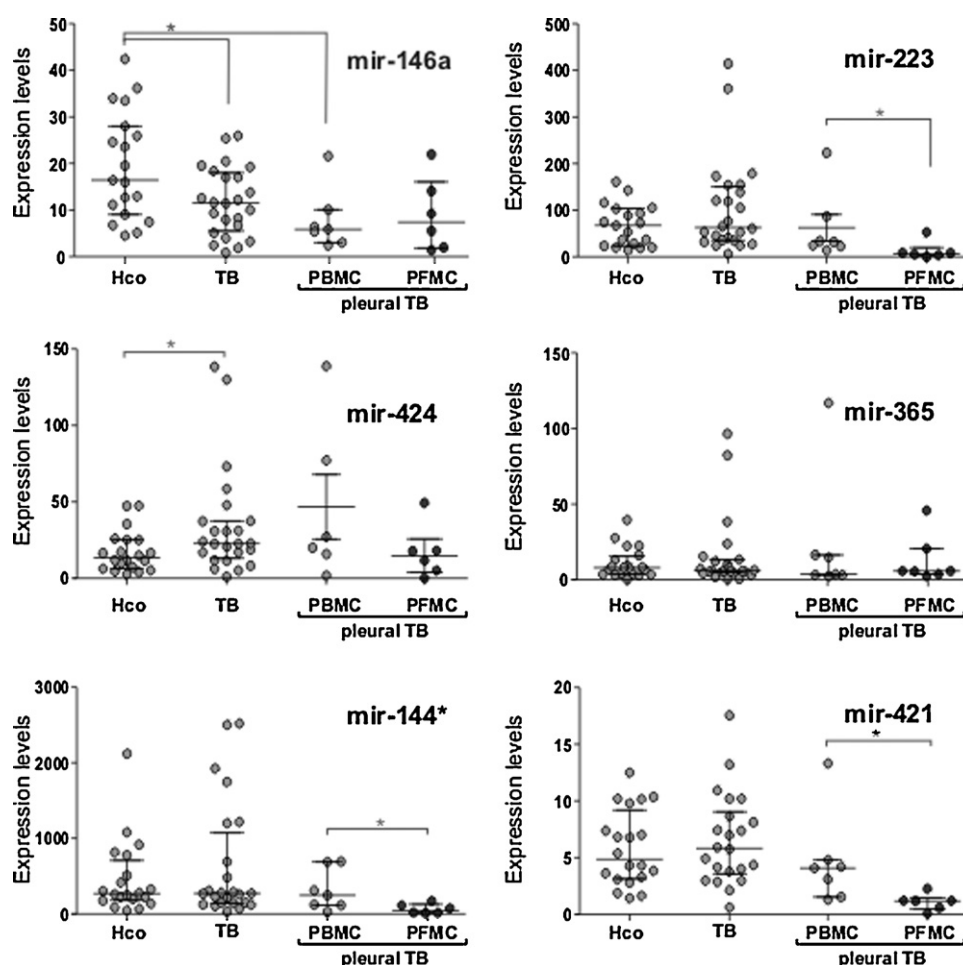 mir-146a
*
Expression levels
50
40
30
20
10
0
Hco TB PBMC PFMC
pleural TB
mir-223
*
Expression levels
500
400
300
200
100
0
Hco TB PBMC PFMC
pleural TB
mir-424
*
Expression levels
150
100
50
0
Hco TB PBMC PFMC
pleural TB
mir-365
Expression levels
150
100
50
0
Hco TB PBMC PFMC
pleural TB
mir-144*
*
Expression levels
3000
2000
1000
0
Hco TB PBMC PFMC
pleural TB
mir-421
*
Expression levels
20
15
10
5
0
Hco TB PBMC PFMC
pleural TB